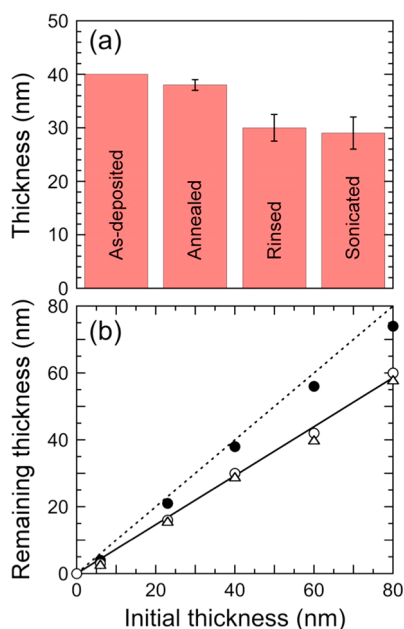 (a)
Thickness (nm)
50
40
30
20
10
0
As-deposited
Annealed
Rinsed
Sonicated
(b)
Remaining thickness (nm)
80
60
40
20
0
0 20 40 60 80
Initial thickness (nm)